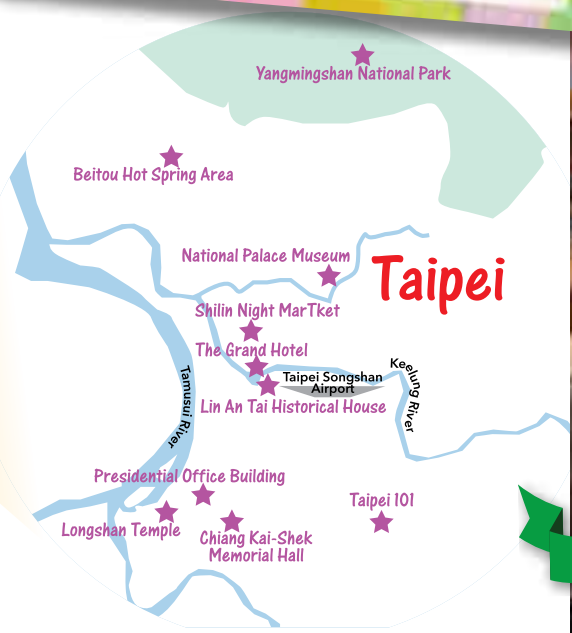 Yangmingshan National Park
Beitou Hot Spring Area
National Palace Museum
Taipei
Shilin Night MarTket
The Grand Hotel
Taipei Songshan
Airport
Keelung River
Lin An Tai Historical House
Tamusui River
Presidential Office Building
Longshan Temple
Chiang Kai-Shek
Memorial Hall
Taipei 101